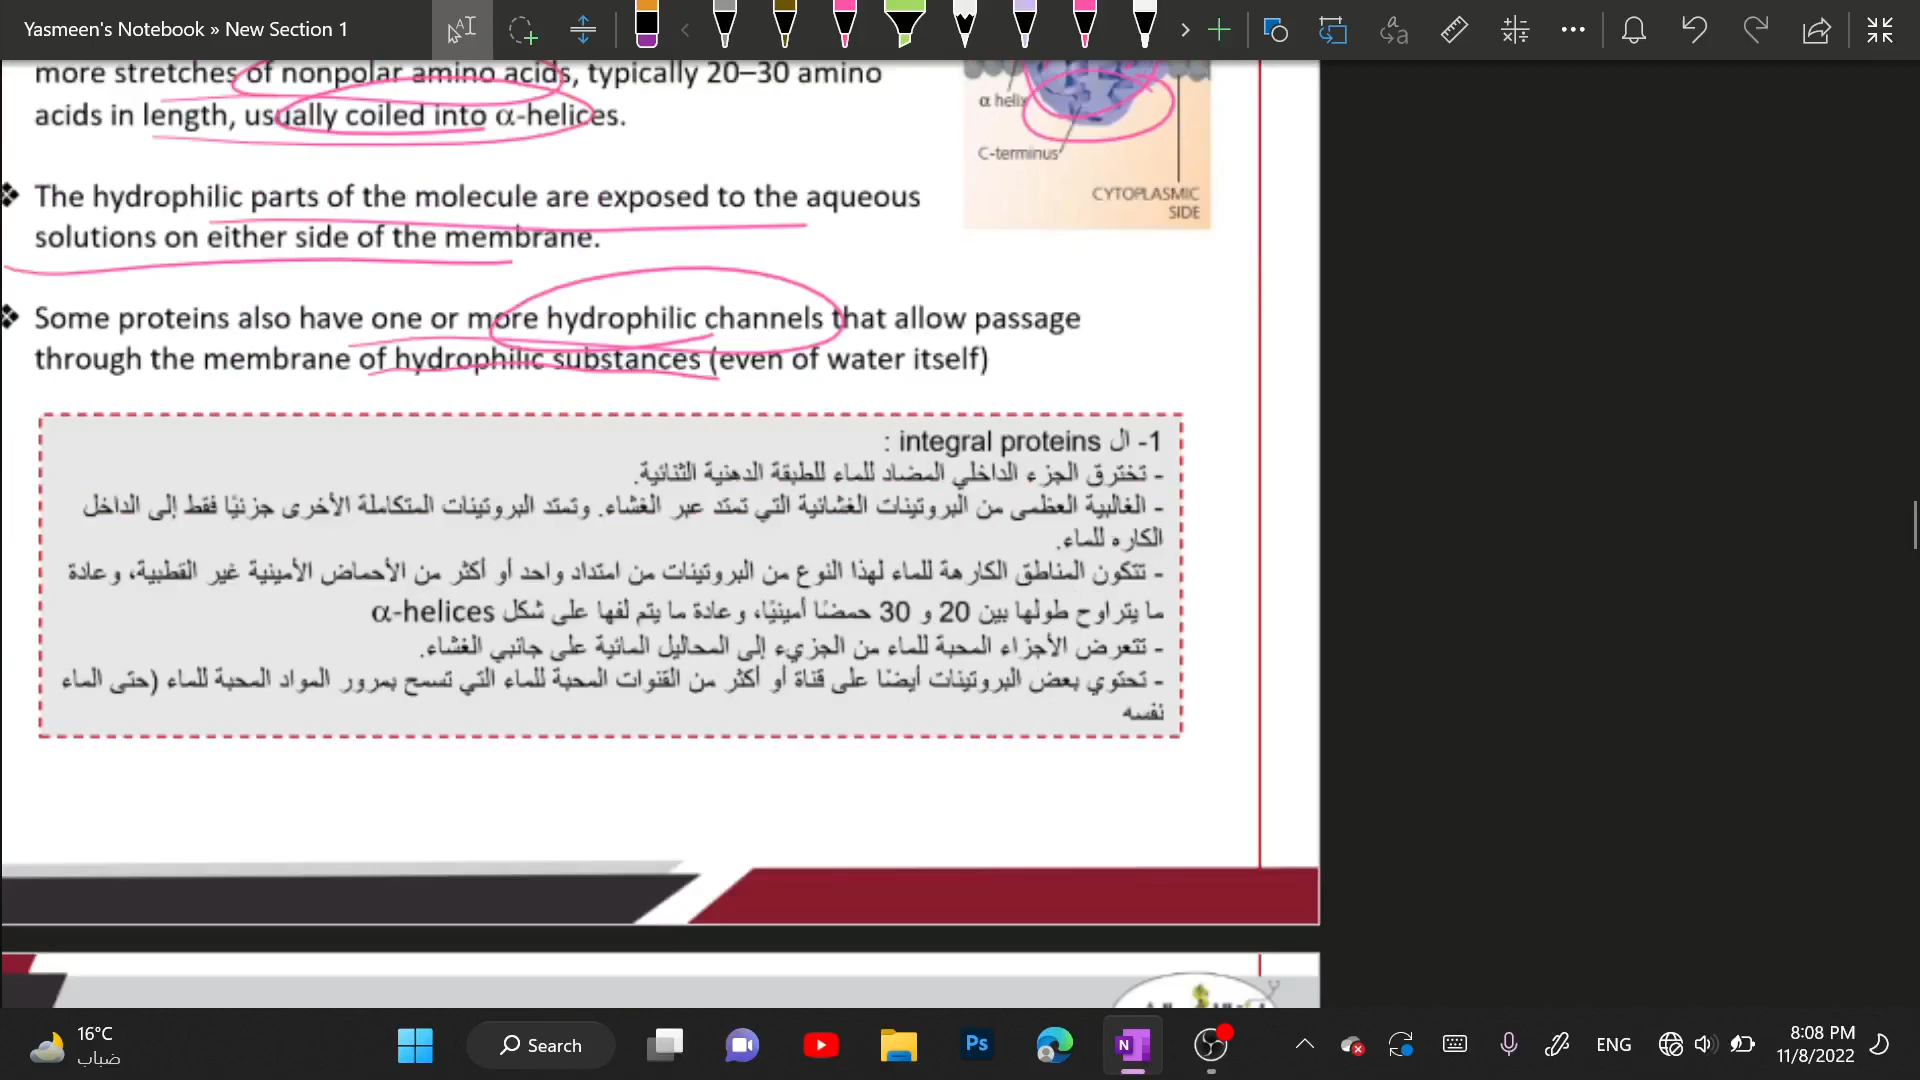 Yasmeen's Notebook » New Section 1
more stretches of nonpolar amino acids, typically 20–30 amino
acids in length, usually coiled into α-helices.
α helix
C-terminus
CYTOPLASMIC
SIDE
❖ The hydrophilic parts of the molecule are exposed to the aqueous
solutions on either side of the membrane.
❖ Some proteins also have one or more hydrophilic channels that allow passage
through the membrane of hydrophilic substances (even of water itself)
1- ال integral proteins :
- تخترق الجزء الداخلي المضاد للماء للطبقة الدهنية الثنائية.
- الغالبية العظمى من البروتينات الغشائية التي تمتد عبر الغشاء. وتمتد البروتينات المتكاملة الأخرى جزئيًا فقط إلى الداخل
الكاره للماء.
- تتكون المناطق الكارهة للماء لهذا النوع من البروتينات من امتداد واحد أو أكثر من الأحماض الأمينية غير القطبية، وعادة
ما يتراوح طولها بين 20 و 30 حمضًا أمينيًا، وعادة ما يتم لفها على شكل α-helices
- تتعرض الأجزاء المحبة للماء من الجزيء إلى المحاليل المائية على جانبي الغشاء.
- تحتوي بعض البروتينات أيضًا على قناة أو أكثر من القنوات المحبة للماء التي تسمح بمرور المواد المحبة للماء (حتى الماء
نفسه
16°C
ضباب
Search
Ps
N
ENG
8:08 PM
11/8/2022